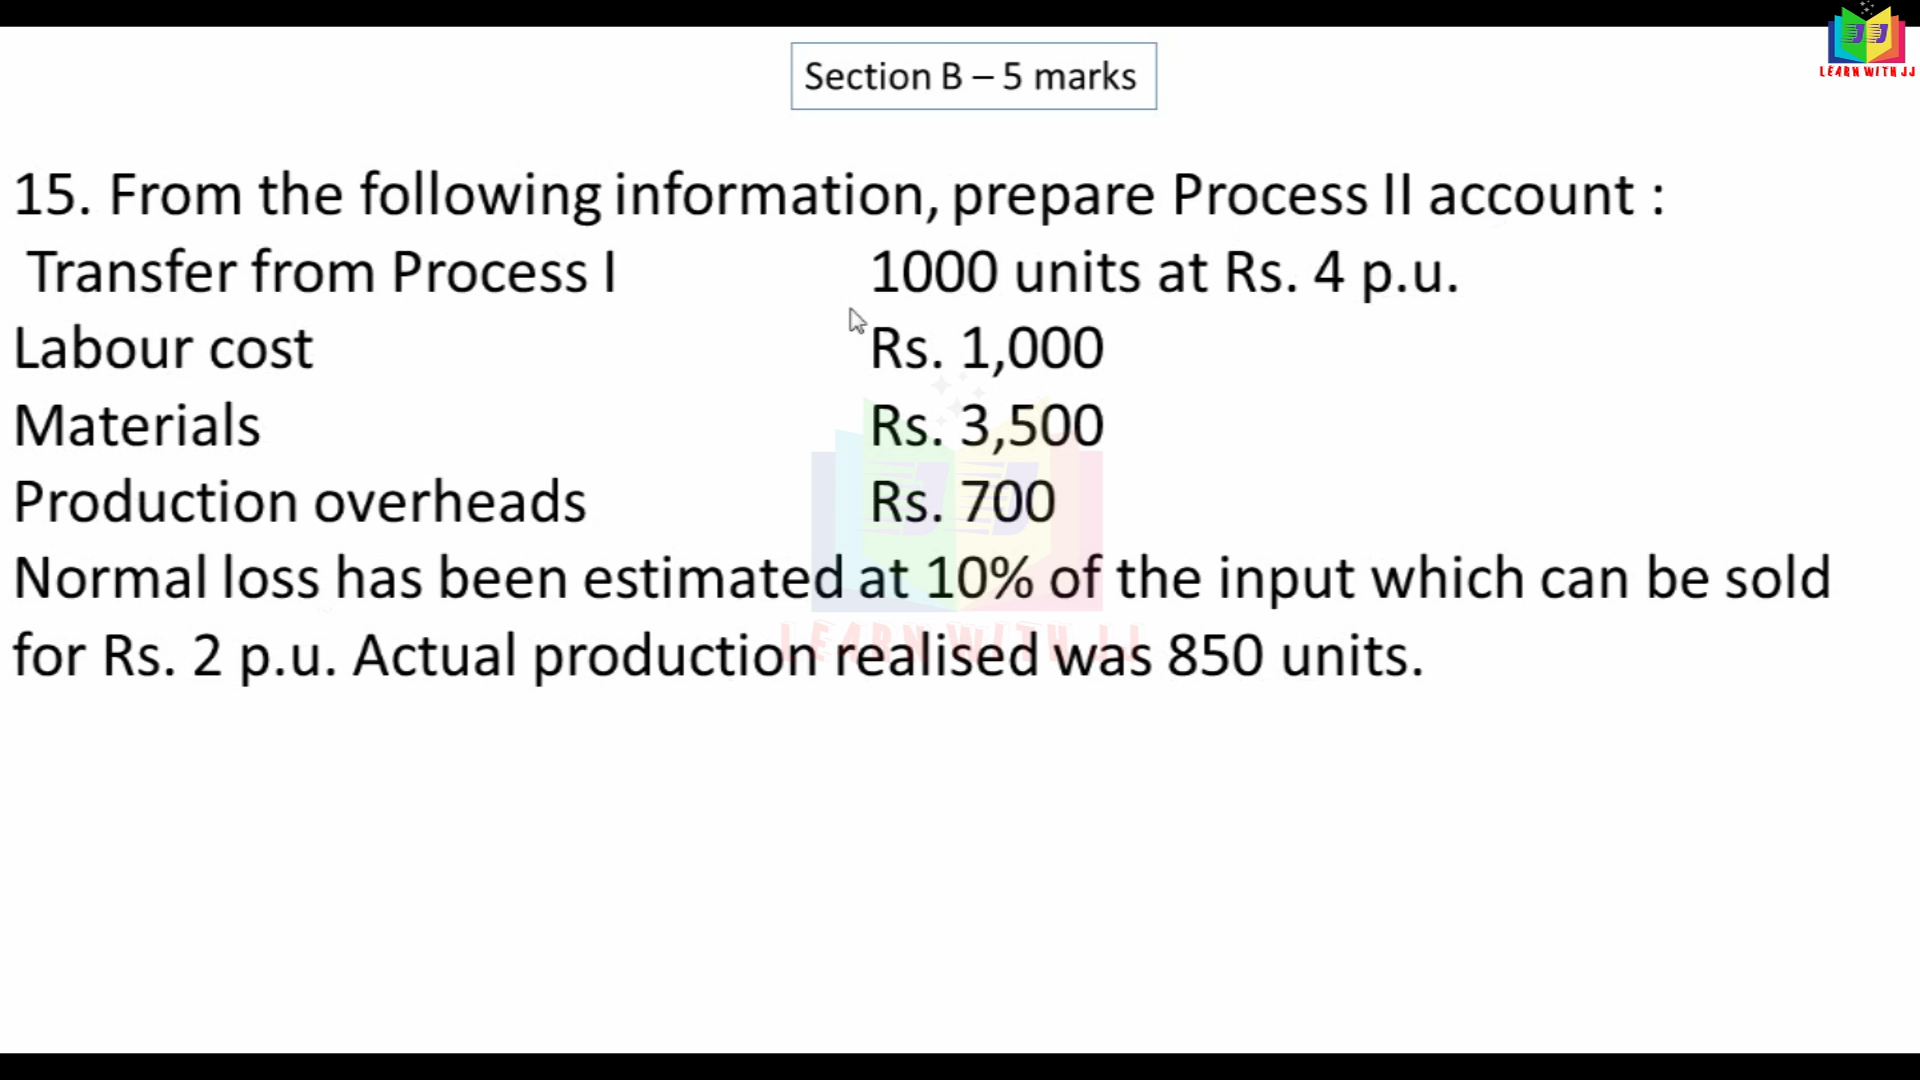 LEARN WITH JJ
Section B – 5 marks
15. From the following information, prepare Process II account :
Transfer from Process I 1000 units at Rs. 4 p.u.
Labour cost Rs. 1,000
Materials Rs. 3,500
Production overheads Rs. 700
Normal loss has been estimated at 10% of the input which can be sold
for Rs. 2 p.u. Actual production realised was 850 units.
LEARN WITH JJ